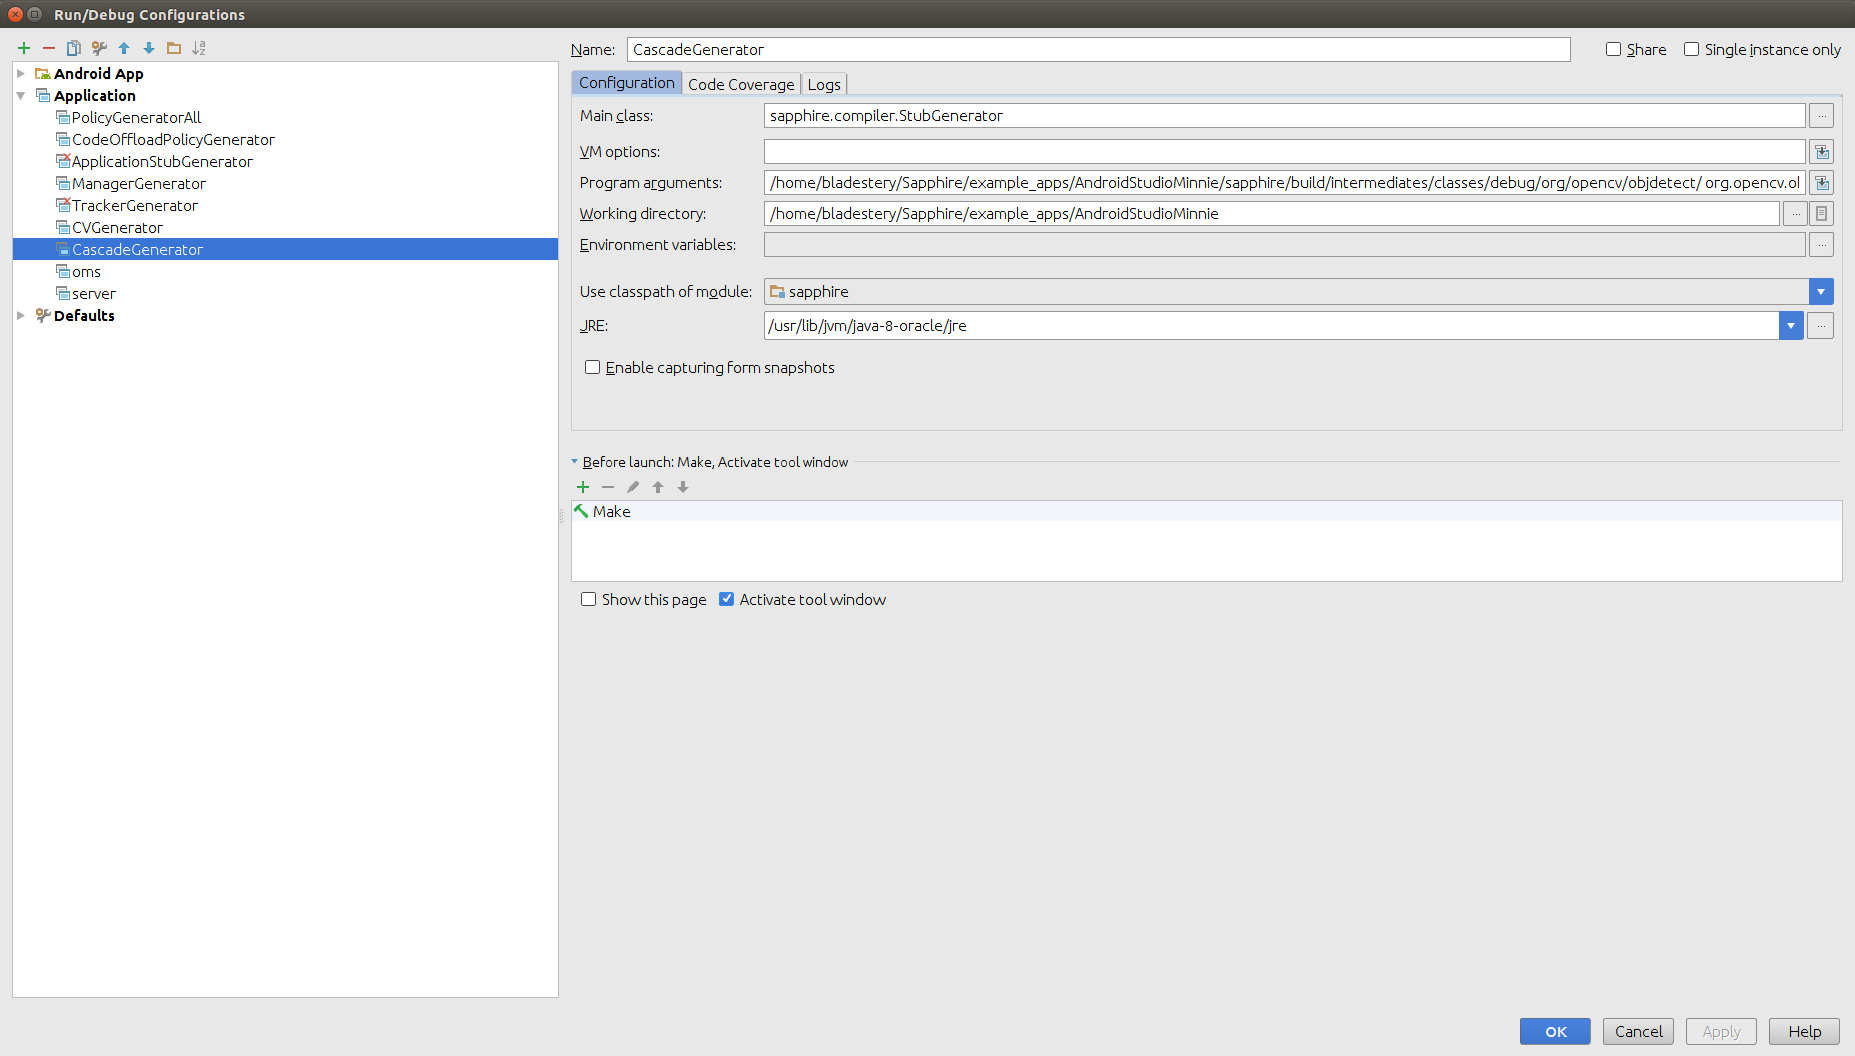 Run/Debug Configurations
Android App
Application
PolicyGeneratorAll
CodeOffloadPolicyGenerator
ApplicationStubGenerator
ManagerGenerator
TrackerGenerator
CVGenerator
CascadeGenerator
oms
server
Defaults
Name: CascadeGenerator Share Single instance only
Configuration Code Coverage Logs
Main class: sapphire.compiler.StubGenerator ...
VM options:
Program arguments: /home/bladestery/Sapphire/example_apps/AndroidStudioMinnie/sapphire/build/intermediates/classes/debug/org/opencv/objdetect/ org.opencv.ol
Working directory: /home/bladestery/Sapphire/example_apps/AndroidStudioMinnie ...
Environment variables: ...
Use classpath of module: sapphire
JRE: /usr/lib/jvm/java-8-oracle/jre ...
Enable capturing form snapshots
Before launch: Make, Activate tool window
Make
Show this page Activate tool window
OK Cancel Apply Help